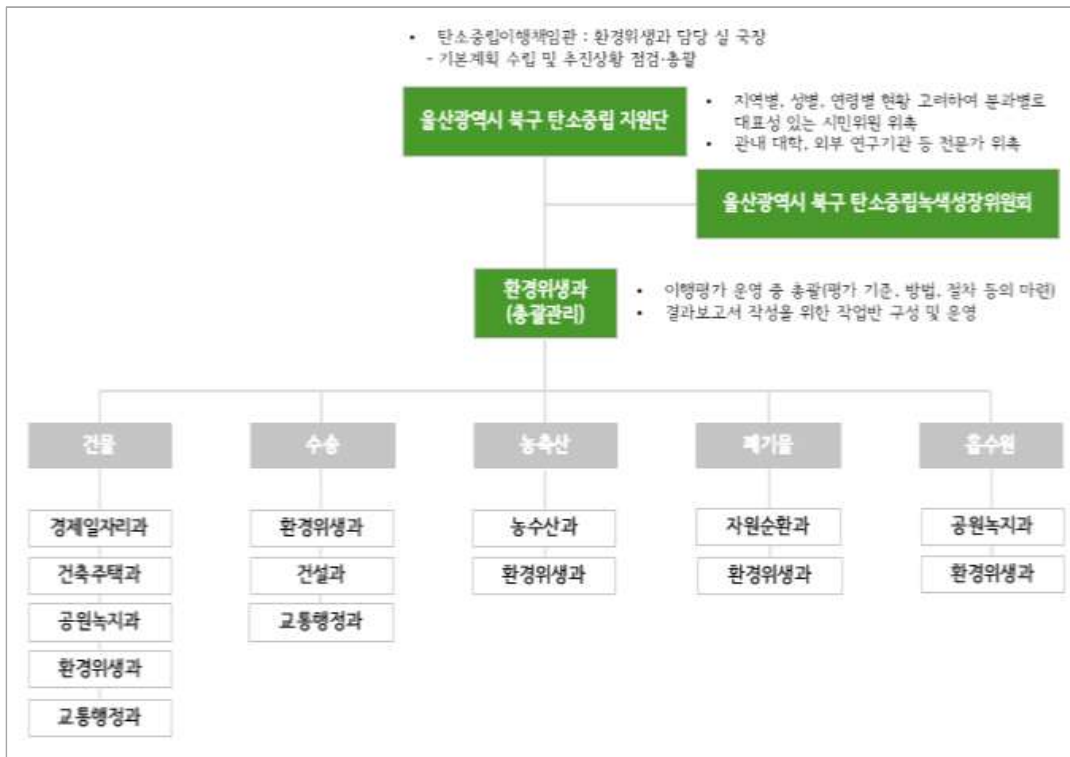 • 탄소중립이행책임관 : 환경위생과 담당 실 국장
- 기본계획 수립 및 추진상황 점검·총괄
울산광역시 북구 탄소중립 지원단
• 지역별, 성별, 연령별 현황 고려하여 분과별로
대표성 있는 시민위원 위촉
• 관내 대학, 외부 연구기관 등 전문가 위촉
울산광역시 북구 탄소중립녹색성장위원회
환경위생과
(총괄관리)
• 이행평가 운영 중 총괄(평가 기준, 방법, 절차 등의 마련)
• 결과보고서 작성을 위한 작업반 구성 및 운영
건물
수송
농축산
폐기물
흡수원
경제일자리과
환경위생과
농수산과
자원순환과
공원녹지과
건축주택과
건설과
환경위생과
환경위생과
환경위생과
공원녹지과
교통행정과
환경위생과
교통행정과